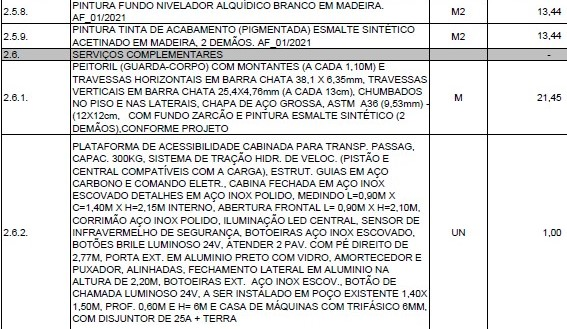 2.5.8. PINTURA FUNDO NIVELADOR ALQUÍDICO BRANCO EM MADEIRA. M2 13,44
AF_01/2021
2.5.9. PINTURA TINTA DE ACABAMENTO (PIGMENTADA) ESMALTE SINTÉTICO M2 13,44
ACETINADO EM MADEIRA, 2 DEMÃOS. AF_01/2021
2.6. SERVIÇOS COMPLEMENTARES -
PEITORIL (GUARDA-CORPO) COM MONTANTES (A CADA 1,10M) E
TRAVESSAS HORIZONTAIS EM BARRA CHATA 38,1 X 6,35mm, TRAVESSAS
VERTICAIS EM BARRA CHATA 25,4X4,76mm (A CADA 13cm), CHUMBADOS
2.6.1. NO PISO E NAS LATERAIS, CHAPA DE AÇO GROSSA, ASTM A36 (9,53mm) - M 21,45
(12X12cm, COM FUNDO ZARCÃO E PINTURA ESMALTE SINTÉTICO (2
DEMÃOS),CONFORME PROJETO
PLATAFORMA DE ACESSIBILIDADE CABINADA PARA TRANSP. PASSAG,
CAPAC. 300KG, SISTEMA DE TRAÇÃO HIDR. DE VELOC. (PISTÃO E
CENTRAL COMPATÍVEIS COM A CARGA), ESTRUT. GUIAS EM AÇO
CARBONO E COMANDO ELETR., CABINA FECHADA EM AÇO INOX
ESCOVADO DETALHES EM AÇO INOX POLIDO, MEDINDO L=0,90M X
C=1,40M X H=2,15M INTERNO, ABERTURA FRONTAL L= 0,90M X H=2,10M,
CORRIMÃO AÇO INOX POLIDO, ILUMINAÇÃO LED CENTRAL, SENSOR DE
2.6.2. INFRAVERMELHO DE SEGURANÇA, BOTOEIRAS AÇO INOX ESCOVADO, UN 1,00
BOTÕES BRILE LUMINOSO 24V, ATENDER 2 PAV. COM PÉ DIREITO DE
2,77M, PORTA EXT. EM ALUMINIO PRETO COM VIDRO, AMORTECEDOR E
PUXADOR, ALINHADAS, FECHAMENTO LATERAL EM ALUMINIO NA
ALTURA DE 2,20M, BOTOEIRAS EXT. AÇO INOX ESCOV., BOTÃO DE
CHAMADA LUMINOSO 24V, A SER INSTALADO EM POÇO EXISTENTE 1,40X
1,50M, PROF. 0,60M E H= 6M E CASA DE MÁQUINAS COM TRIFÁSICO 6MM,
COM DISJUNTOR DE 25A + TERRA